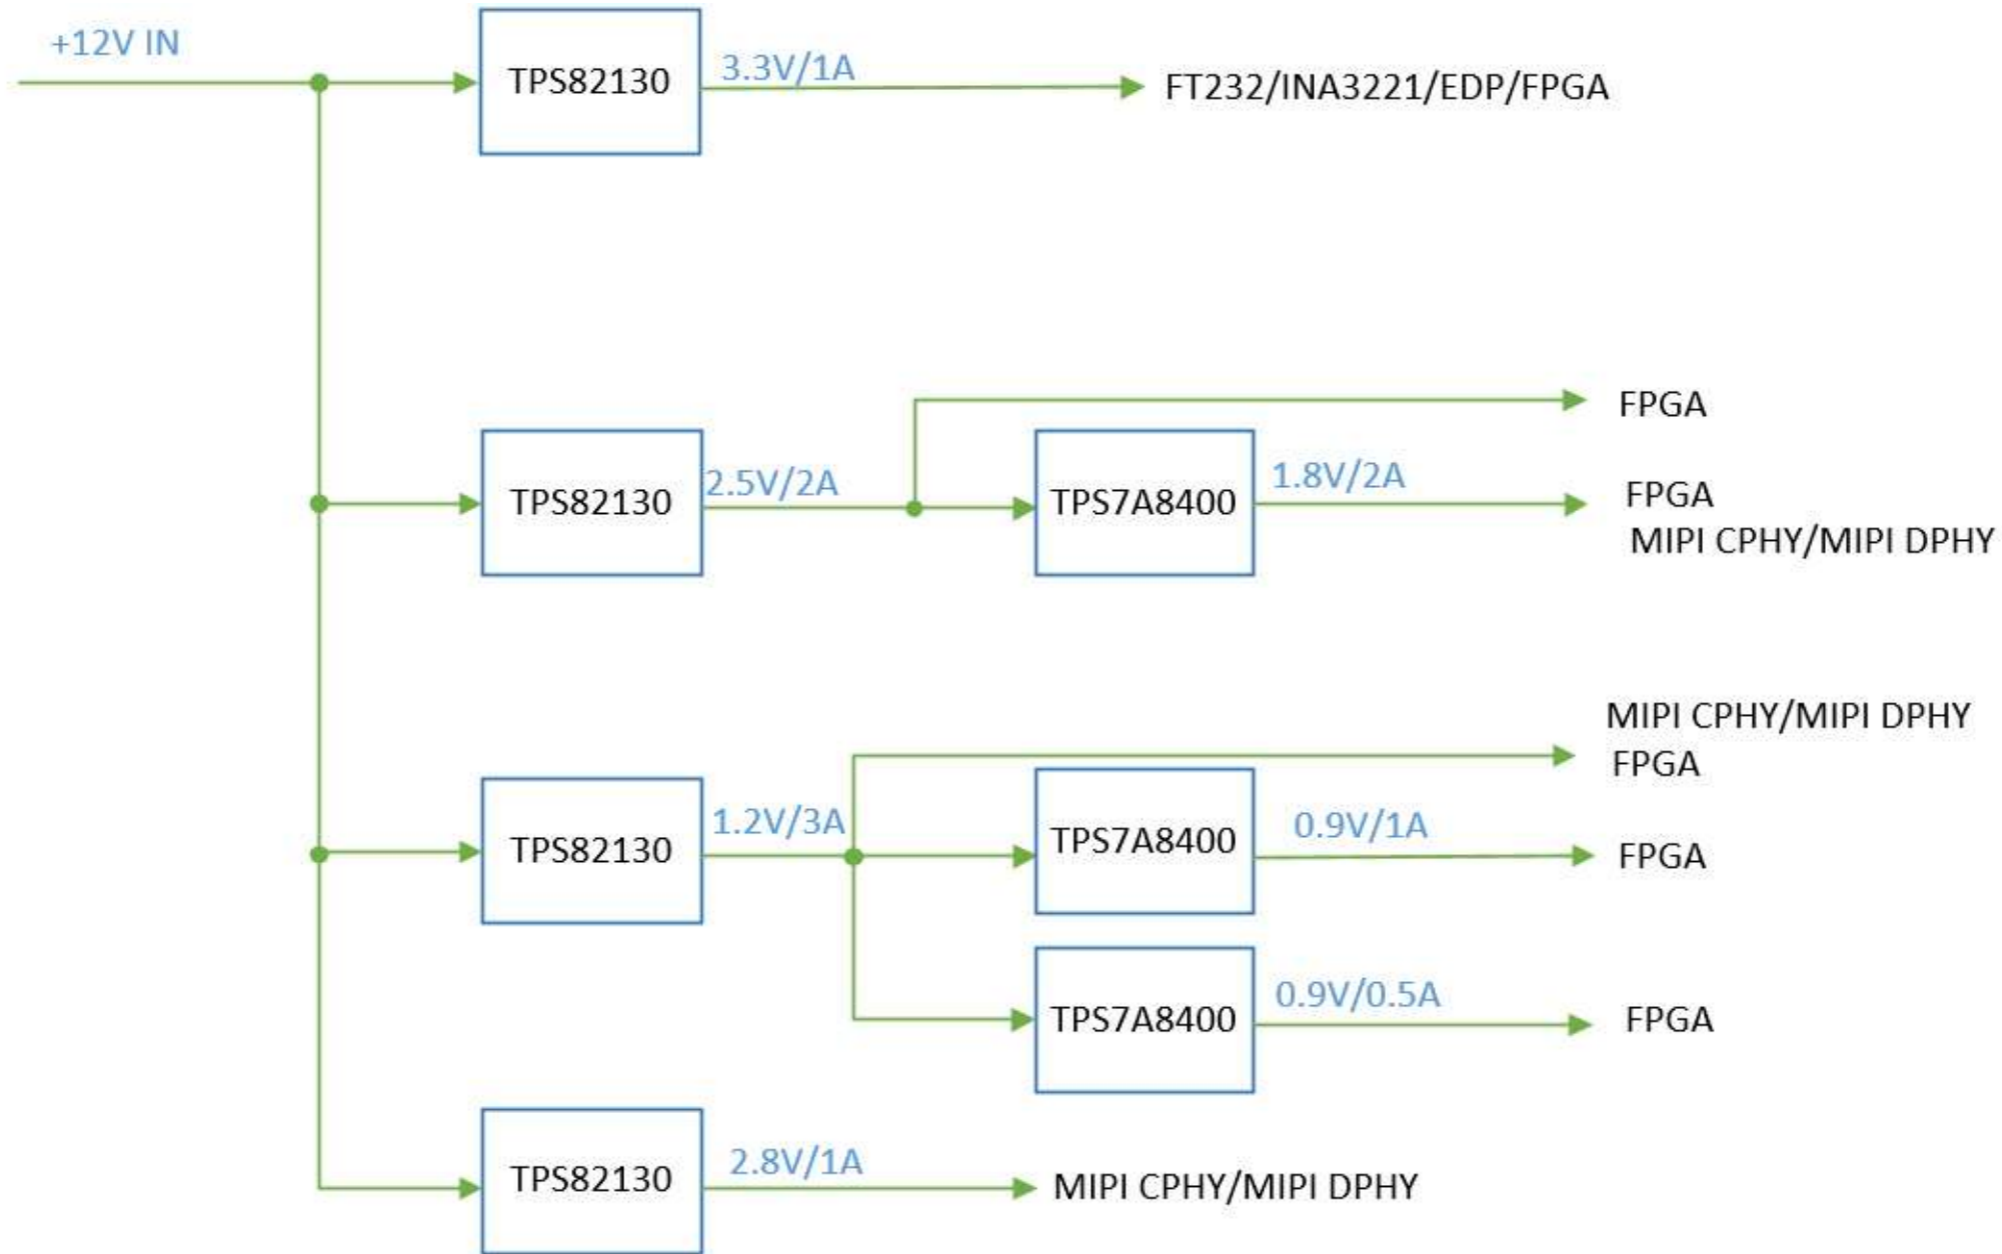 +12V IN
TPS82130
3.3V/1A
FT232/INA3221/EDP/FPGA
FPGA
TPS82130
2.5V/2A
TPS7A8400
1.8V/2A
FPGA
MIPI CPHY/MIPI DPHY
MIPI CPHY/MIPI DPHY
FPGA
TPS82130
1.2V/3A
TPS7A8400
0.9V/1A
FPGA
TPS7A8400
0.9V/0.5A
FPGA
TPS82130
2.8V/1A
MIPI CPHY/MIPI DPHY